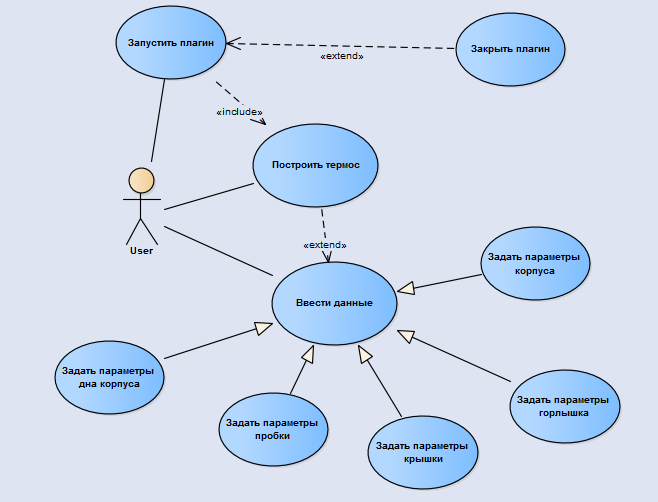 Запустить плагин
Закрыть плагин
«extend»
«include»
Построить термос
User
«extend»
Задать параметры
корпуса
Ввести данные
Задать параметры
дна корпуса
Задать параметры
горлышка
Задать параметры
пробки
Задать параметры
крышки